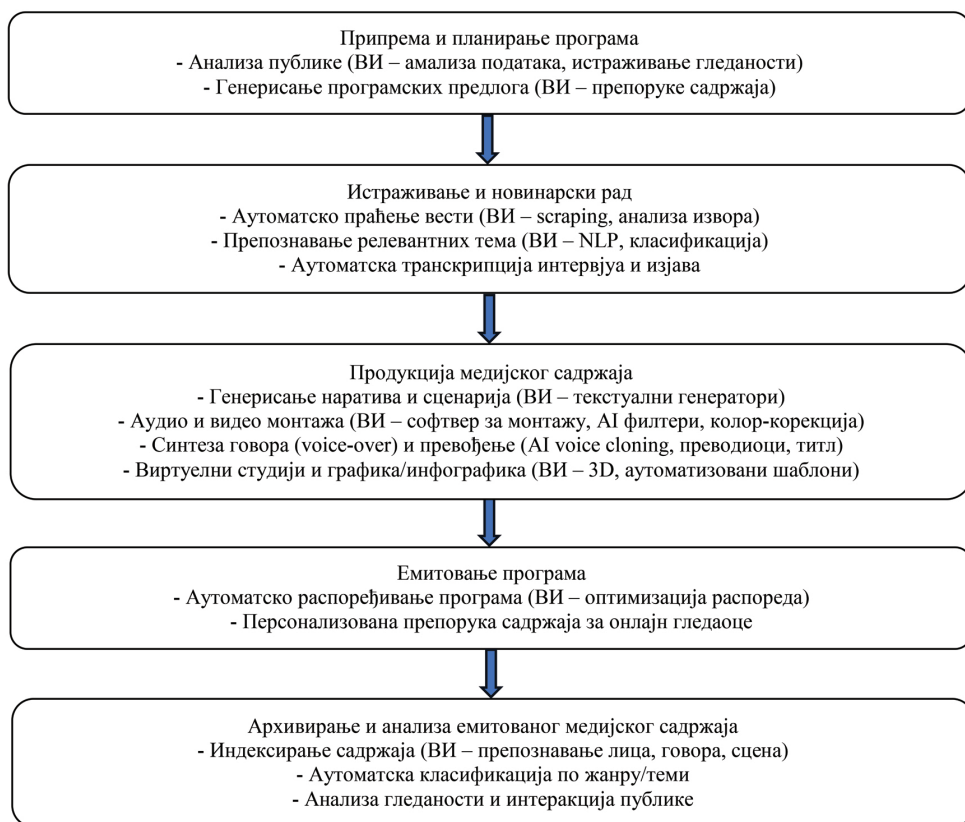 Припрема и планирање програма
- Анализа публике (ВИ – амализа података, истраживање гледаности)
- Генерисање програмских предлога (ВИ – препоруке садржаја)
Истраживање и новинарски рад
- Аутоматско праћење вести (ВИ – scraping, анализа извора)
- Препознавање релевантних тема (ВИ – NLP, класификација)
- Аутоматска транскрипција интервјуа и изјава
Продукција медијског садржаја
- Генерисање наратива и сценарија (ВИ – текстуални генератори)
- Аудио и видео монтажа (ВИ – софтвер за монтажу, AI филтери, колор-корекција)
- Синтеза говора (voice-over) и превођење (AI voice cloning, преводиоци, титл)
- Виртуелни студији и графика/инфографика (ВИ – 3D, аутоматизовани шаблони)
Емитовање програма
- Аутоматско распоређивање програма (ВИ – оптимизација распореда)
- Персонализована препорука садржаја за онлајн гледаоце
Архивирање и анализа емитованог медијског садржаја
- Индексирање садржаја (ВИ – препознавање лица, говора, сцена)
- Аутоматска класификација по жанру/теми
- Анализа гледаности и интеракција публике